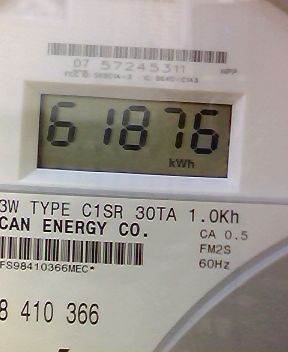 07 57245311
61876
kWh
3W TYPE C1SR 30TA 1.0Kh
CAN ENERGY CO.
CA 0.5
FM2S
60Hz
FS98410366MEC*
8 410 366